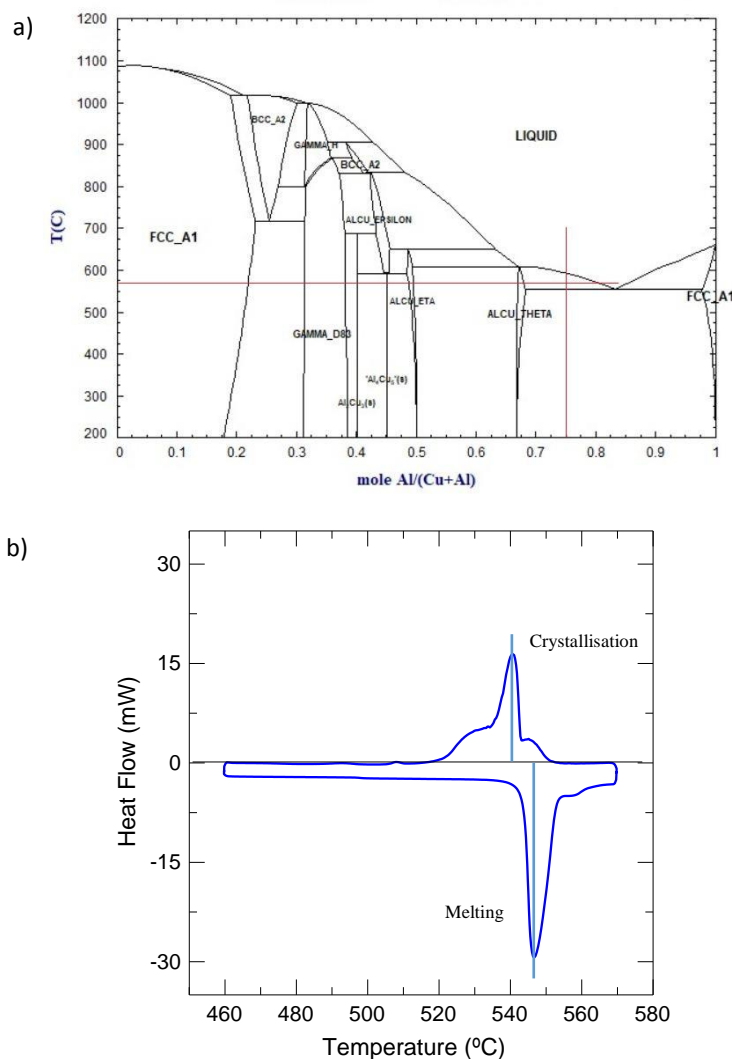 a)
1200
1100
1000
900
800
700
600
500
400
300
200
T(C)
BCC_A2
GAMMA_H
BCC_A2
LIQUID
FCC_A1
ALCU_EPSILON
ALCU_ETA
ALCU_THETA
FCC_A1
GAMMA_D83
0 0.1 0.2 0.3 0.4 0.5 0.6 0.7 0.8 0.9 1
mole Al/(Cu+Al)
b)
30
15
0
-15
-30
Heat Flow (mW)
Crystallisation
Melting
460 480 500 520 540 560 580
Temperature (ºC)